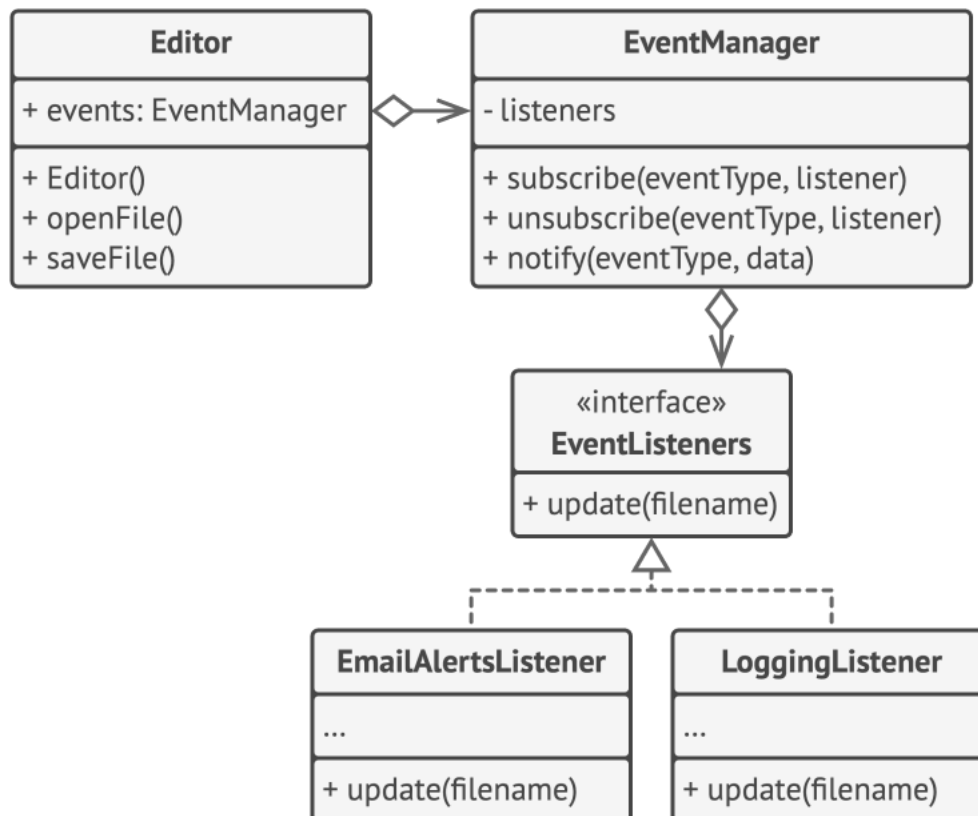 Editor
+ events: EventManager
+ Editor()
+ openFile()
+ saveFile()
EventManager
- listeners
+ subscribe(eventType, listener)
+ unsubscribe(eventType, listener)
+ notify(eventType, data)
«interface»
EventListeners
+ update(filename)
EmailAlertsListener
...
+ update(filename)
LoggingListener
...
+ update(filename)